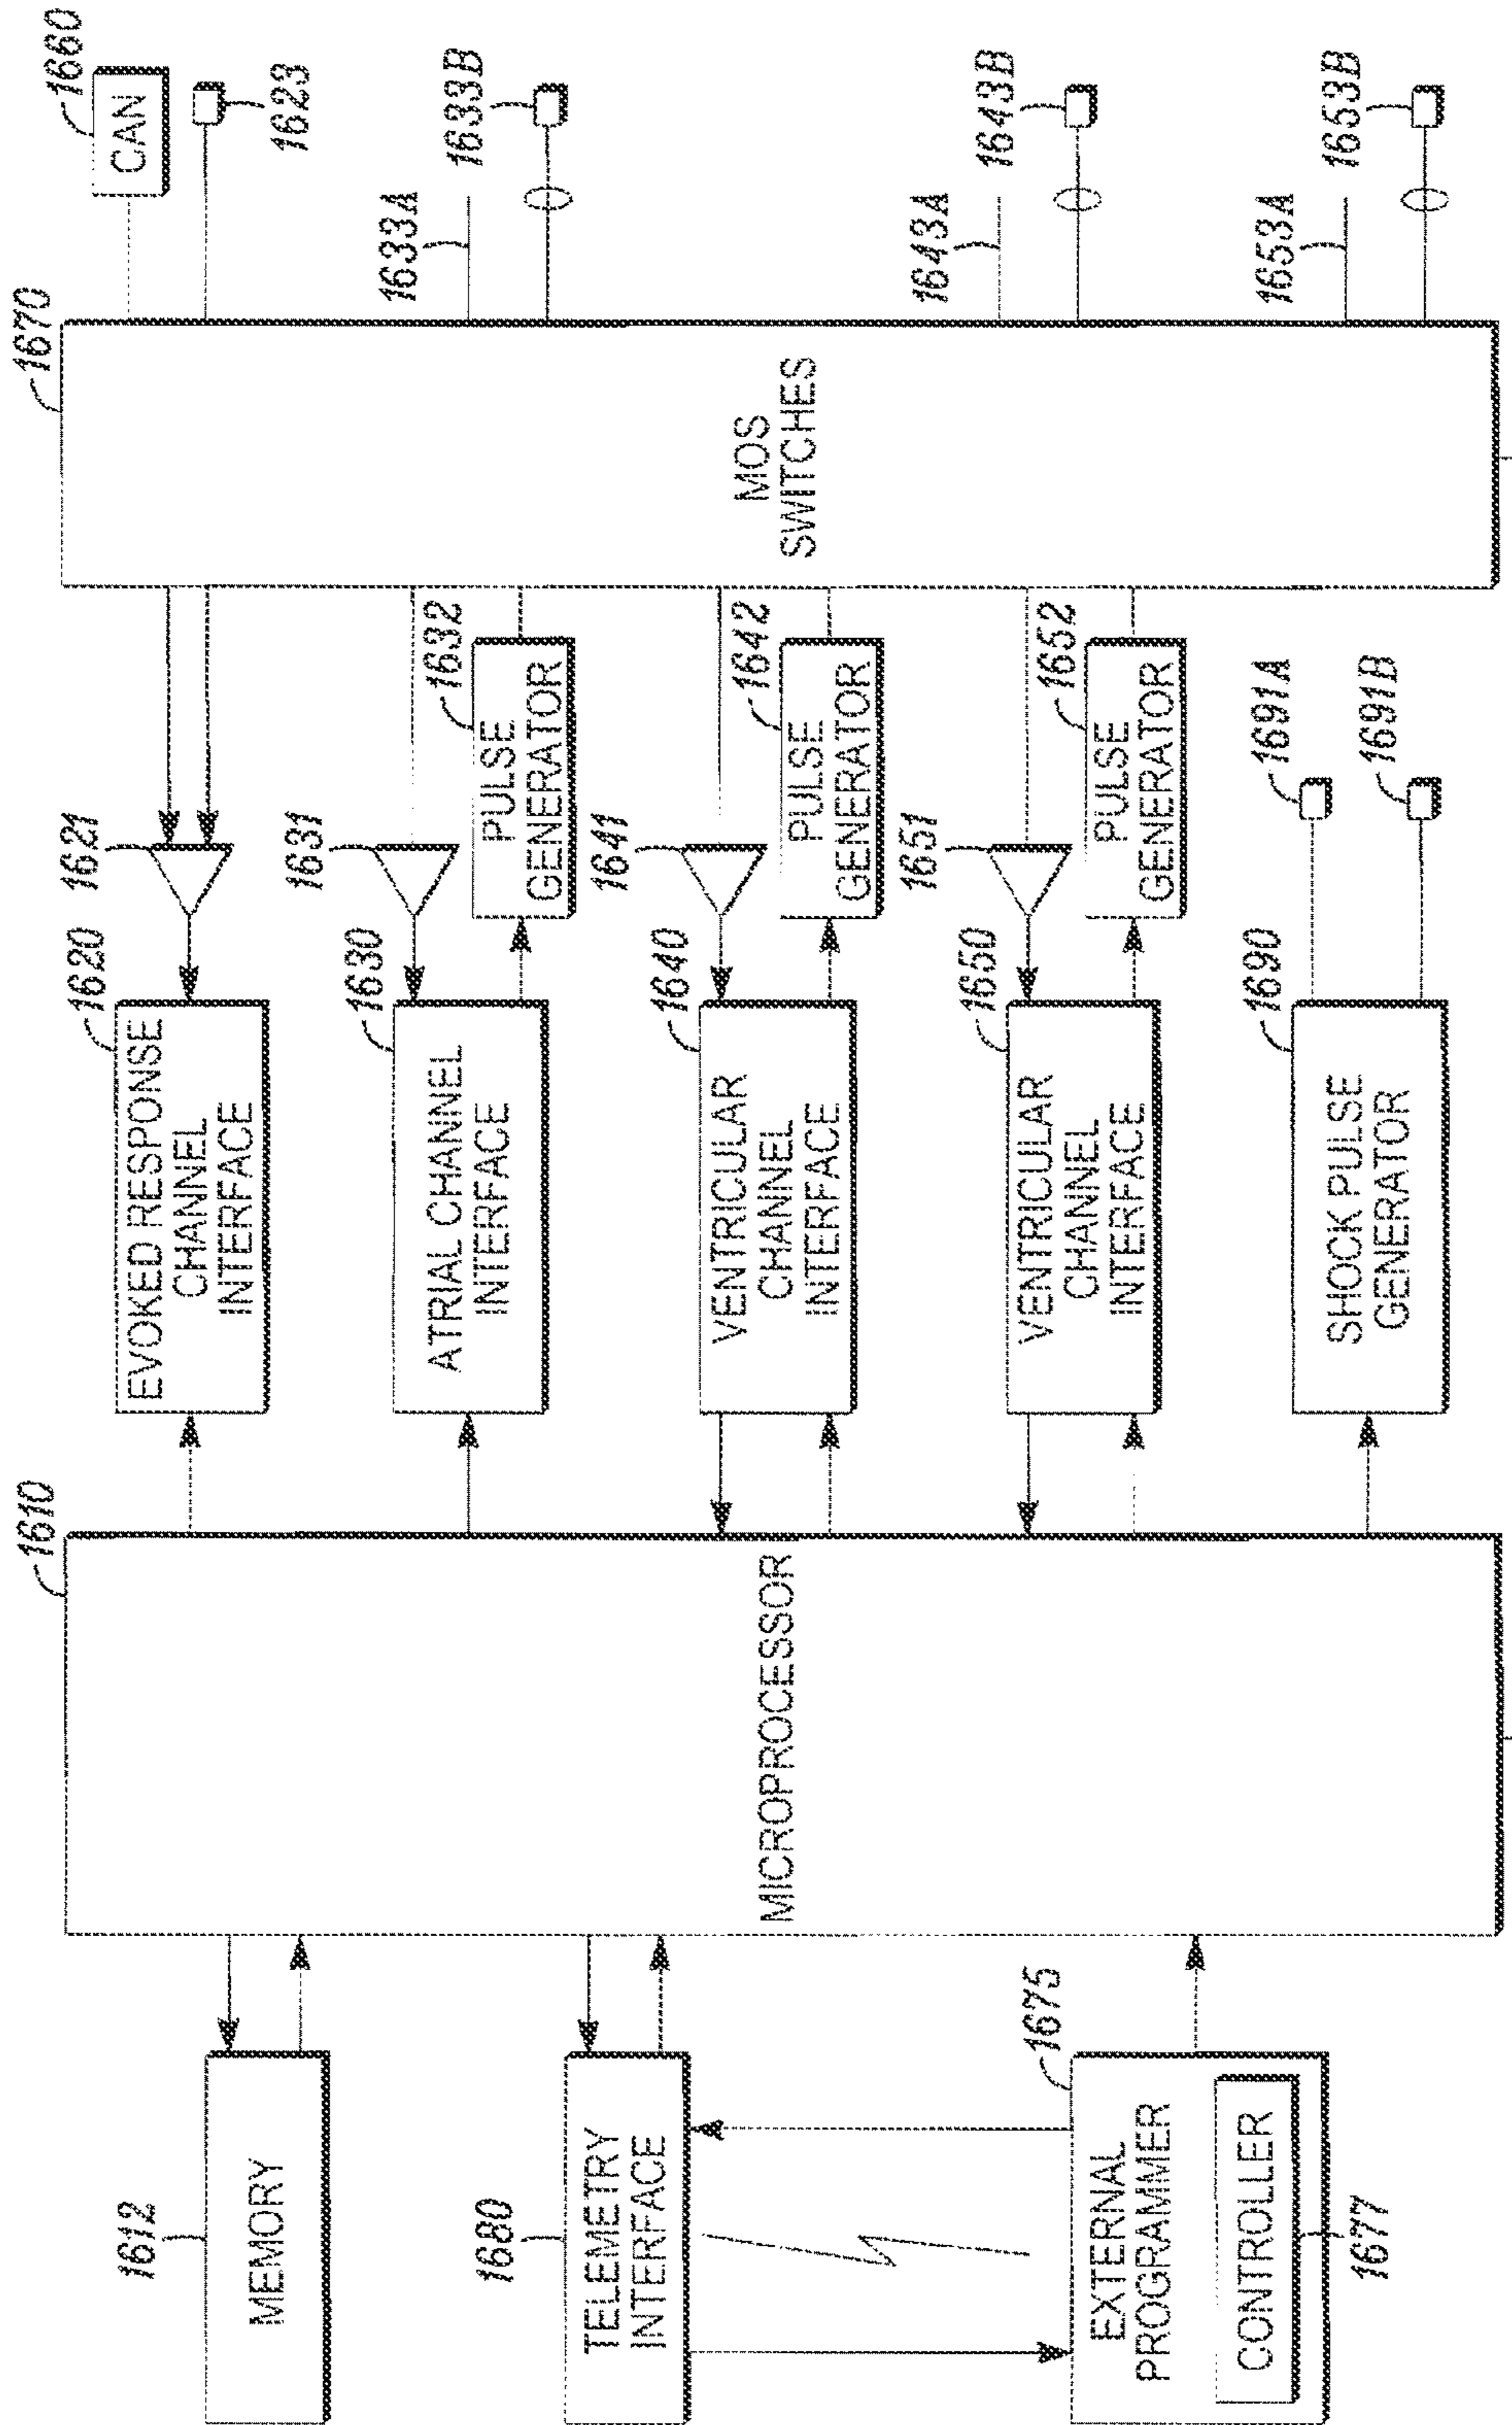 1610
1670
1660
CAN
1623
1621
1620
EVOKED RESPONSE
CHANNEL
INTERFACE
1612
MEMORY
1631
1630
ATRIAL CHANNEL
INTERFACE
1632
PULSE
GENERATOR
1633A
1633B
1680
TELEMETRY
INTERFACE
MICROPROCESSOR
1641
1640
VENTRICULAR
CHANNEL
INTERFACE
1642
PULSE
GENERATOR
MOS
SWITCHES
1643A
1643B
1651
1650
VENTRICULAR
CHANNEL
INTERFACE
1652
PULSE
GENERATOR
1653A
1653B
1675
EXTERNAL
PROGRAMMER
CONTROLLER
1677
1690
SHOCK PULSE
GENERATOR
1691A
1691B